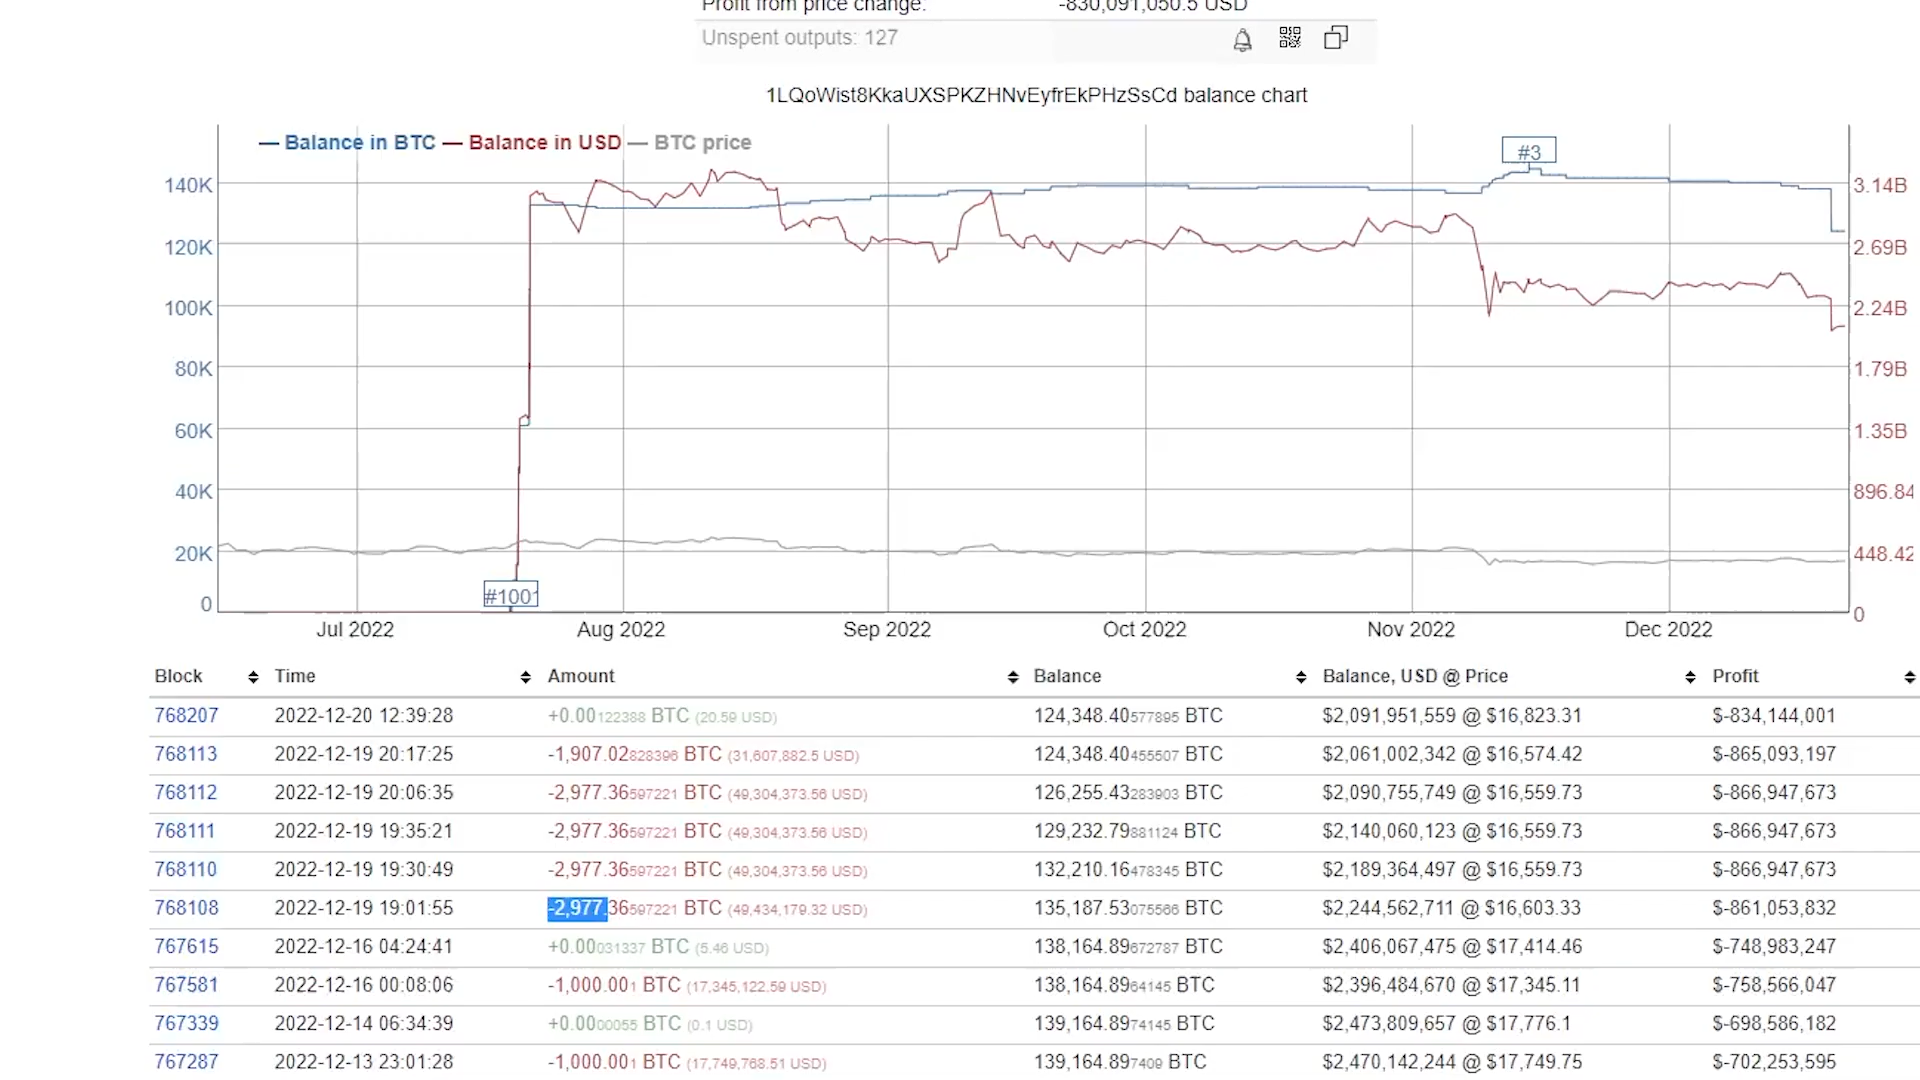 Profit from price change: -830,091,050.5 USD
Unspent outputs: 127
1LQoWist8KkaUXSPKZHNvEyfrEkPHzSsCd balance chart
Balance in BTC Balance in USD BTC price
#3
140K 3.14B
120K 2.69B
100K 2.24B
80K 1.79B
60K 1.35B
40K 896.84
20K 448.42
#1001
0 0
Jul 2022 Aug 2022 Sep 2022 Oct 2022 Nov 2022 Dec 2022
Block Time Amount Balance Balance, USD @ Price Profit
768207 2022-12-20 12:39:28 +0.00122388 BTC (20.59 USD) 124,348.40577895 BTC $2,091,951,559 @ $16,823.31 $-834,144,001
768113 2022-12-19 20:17:25 -1,907.02828396 BTC (31,607,882.5 USD) 124,348.40455507 BTC $2,061,002,342 @ $16,574.42 $-865,093,197
768112 2022-12-19 20:06:35 -2,977.36597221 BTC (49,304,373.56 USD) 126,255.43283903 BTC $2,090,755,749 @ $16,559.73 $-866,947,673
768111 2022-12-19 19:35:21 -2,977.36597221 BTC (49,304,373.56 USD) 129,232.79881124 BTC $2,140,060,123 @ $16,559.73 $-866,947,673
768110 2022-12-19 19:30:49 -2,977.36597221 BTC (49,304,373.56 USD) 132,210.16478345 BTC $2,189,364,497 @ $16,559.73 $-866,947,673
768108 2022-12-19 19:01:55 -2,977.36597221 BTC (49,434,179.32 USD) 135,187.53075566 BTC $2,244,562,711 @ $16,603.33 $-861,053,832
767615 2022-12-16 04:24:41 +0.00031337 BTC (5.46 USD) 138,164.89672787 BTC $2,406,067,475 @ $17,414.46 $-748,983,247
767581 2022-12-16 00:08:06 -1,000.001 BTC (17,345,122.59 USD) 138,164.8964145 BTC $2,396,484,670 @ $17,345.11 $-758,566,047
767339 2022-12-14 06:34:39 +0.0000055 BTC (0.1 USD) 139,164.8974145 BTC $2,473,809,657 @ $17,776.1 $-698,586,182
767287 2022-12-13 23:01:28 -1,000.001 BTC (17,749,768.51 USD) 139,164.897409 BTC $2,470,142,244 @ $17,749.75 $-702,253,595